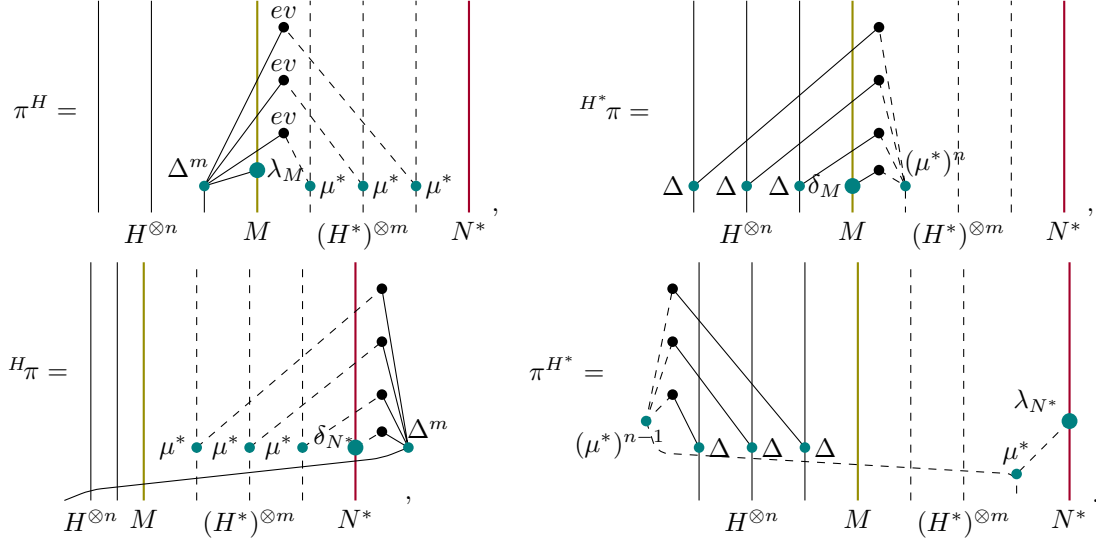 ev
ev
ev
π^H =
Δ^m λ_M μ* μ* μ*
H^{⊗n} M (H*)^{⊗m} N* ,
^{H*}π =
Δ Δ Δ δ_M (μ*)^n
H^{⊗n} M (H*)^{⊗m} N*
^Hπ =
μ* μ* μ* δ_{N*} Δ^m
H^{⊗n} M (H*)^{⊗m} N* ,
π^{H*} =
λ_{N*}
(μ*)^{n-1} Δ Δ Δ μ*
H^{⊗n} M (H*)^{⊗m} N* .